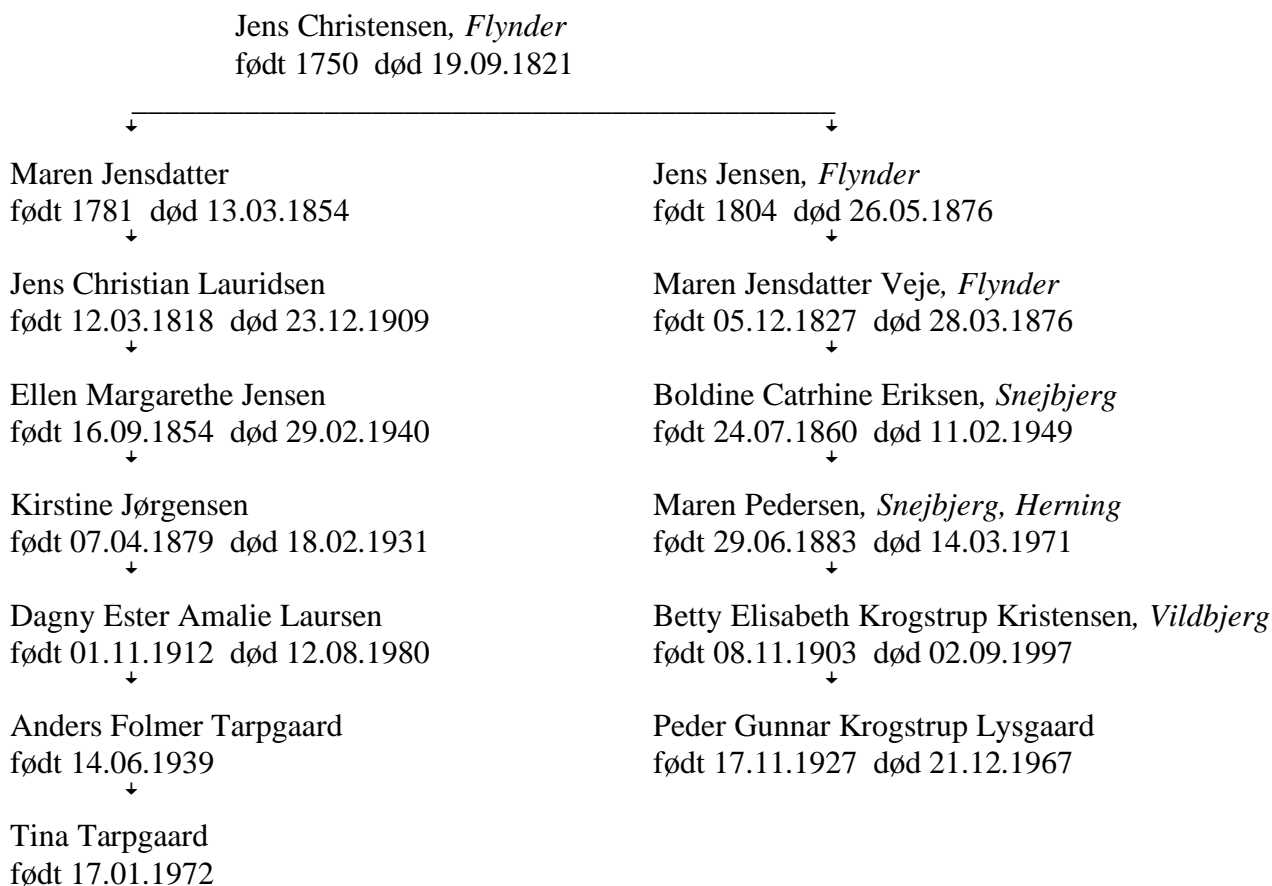 Jens Christensen, Flynder
født 1750 død 19.09.1821
Maren Jensdatter
født 1781 død 13.03.1854
Jens Christian Lauridsen
født 12.03.1818 død 23.12.1909
Ellen Margarethe Jensen
født 16.09.1854 død 29.02.1940
Kirstine Jørgensen
født 07.04.1879 død 18.02.1931
Dagny Ester Amalie Laursen
født 01.11.1912 død 12.08.1980
Anders Folmer Tarpgaard
født 14.06.1939
Tina Tarpgaard
født 17.01.1972
Jens Jensen, Flynder
født 1804 død 26.05.1876
Maren Jensdatter Veje, Flynder
født 05.12.1827 død 28.03.1876
Boldine Catrhine Eriksen, Snejbjerg
født 24.07.1860 død 11.02.1949
Maren Pedersen, Snejbjerg, Herning
født 29.06.1883 død 14.03.1971
Betty Elisabeth Krogstrup Kristensen, Vildbjerg
født 08.11.1903 død 02.09.1997
Peder Gunnar Krogstrup Lysgaard
født 17.11.1927 død 21.12.1967